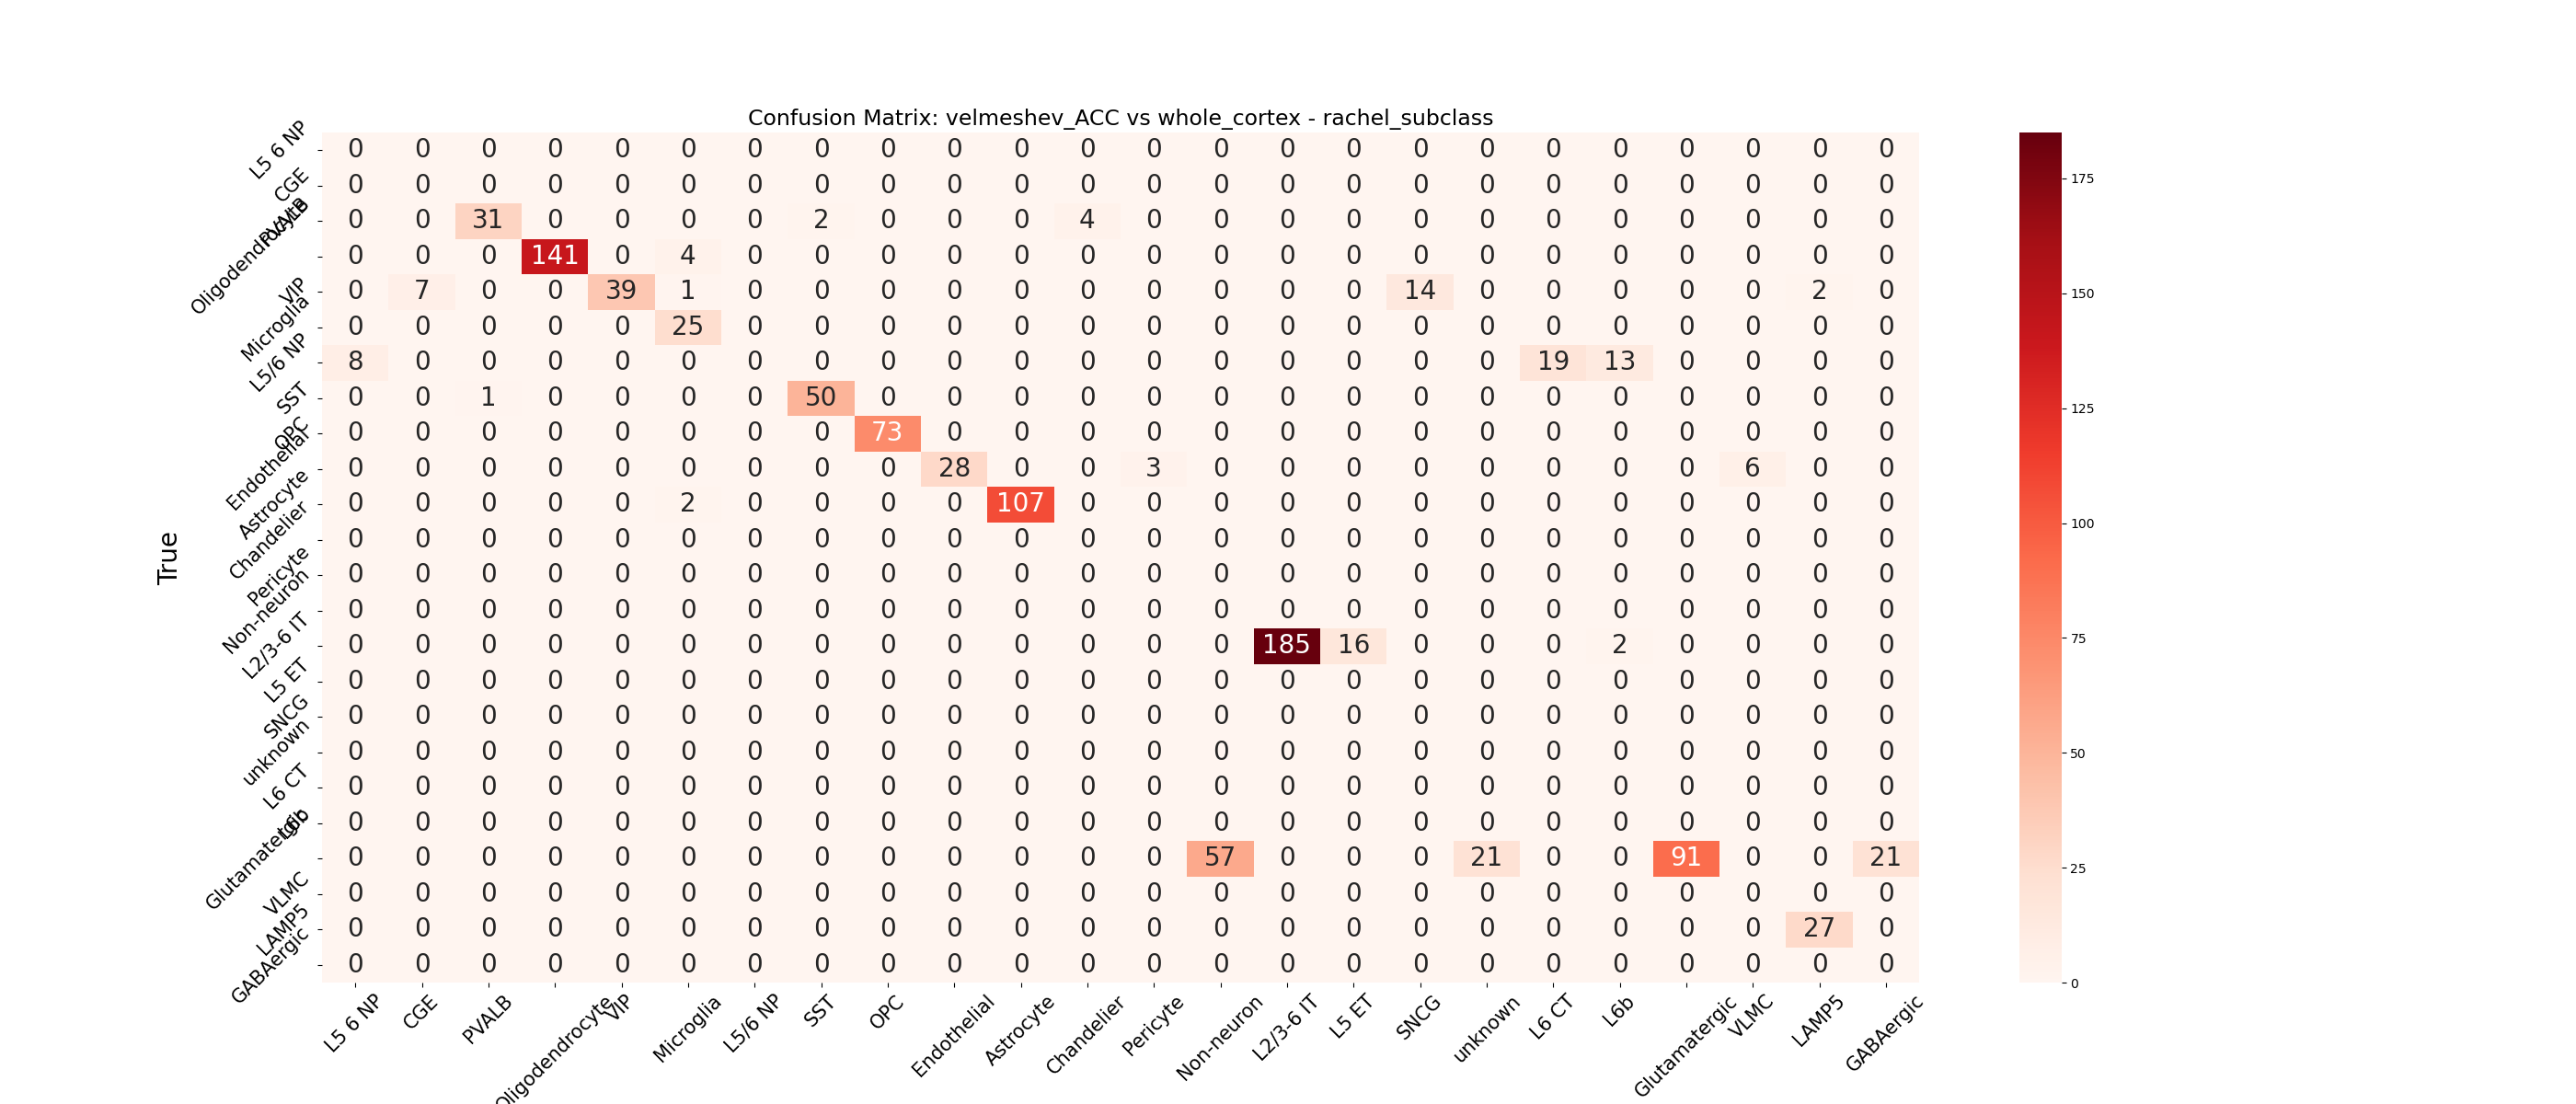 Confusion Matrix: velmeshev_ACC vs whole_cortex - rachel_subclass
True
L5 6 NP 0 0 0 0 0 0 0 0 0 0 0 0 0 0 0 0 0 0 0 0 0 0 0 0
CGE 0 0 0 0 0 0 0 0 0 0 0 0 0 0 0 0 0 0 0 0 0 0 0 0
PVALB 0 0 31 0 0 0 0 2 0 0 0 4 0 0 0 0 0 0 0 0 0 0 0 0
Oligodendrocyte 0 0 0 141 0 4 0 0 0 0 0 0 0 0 0 0 0 0 0 0 0 0 0 0
VIP 0 7 0 0 39 1 0 0 0 0 0 0 0 0 0 0 14 0 0 0 0 0 2 0
Microglia 0 0 0 0 0 25 0 0 0 0 0 0 0 0 0 0 0 0 0 0 0 0 0 0
L5/6 NP 8 0 0 0 0 0 0 0 0 0 0 0 0 0 0 0 0 0 19 13 0 0 0 0
SST 0 0 1 0 0 0 0 50 0 0 0 0 0 0 0 0 0 0 0 0 0 0 0 0
OPC 0 0 0 0 0 0 0 0 73 0 0 0 0 0 0 0 0 0 0 0 0 0 0 0
Endothelial 0 0 0 0 0 0 0 0 0 28 0 0 3 0 0 0 0 0 0 0 0 6 0 0
Astrocyte 0 0 0 0 0 2 0 0 0 0 107 0 0 0 0 0 0 0 0 0 0 0 0 0
Chandelier 0 0 0 0 0 0 0 0 0 0 0 0 0 0 0 0 0 0 0 0 0 0 0 0
Pericyte 0 0 0 0 0 0 0 0 0 0 0 0 0 0 0 0 0 0 0 0 0 0 0 0
Non-neuron 0 0 0 0 0 0 0 0 0 0 0 0 0 0 0 0 0 0 0 0 0 0 0 0
L2/3-6 IT 0 0 0 0 0 0 0 0 0 0 0 0 0 0 185 16 0 0 0 2 0 0 0 0
L5 ET 0 0 0 0 0 0 0 0 0 0 0 0 0 0 0 0 0 0 0 0 0 0 0 0
SNCG 0 0 0 0 0 0 0 0 0 0 0 0 0 0 0 0 0 0 0 0 0 0 0 0
unknown 0 0 0 0 0 0 0 0 0 0 0 0 0 0 0 0 0 0 0 0 0 0 0 0
L6 CT 0 0 0 0 0 0 0 0 0 0 0 0 0 0 0 0 0 0 0 0 0 0 0 0
L6b 0 0 0 0 0 0 0 0 0 0 0 0 0 0 0 0 0 0 0 0 0 0 0 0
Glutamatergic 0 0 0 0 0 0 0 0 0 0 0 0 0 57 0 0 0 21 0 0 91 0 0 21
VLMC 0 0 0 0 0 0 0 0 0 0 0 0 0 0 0 0 0 0 0 0 0 0 0 0
LAMP5 0 0 0 0 0 0 0 0 0 0 0 0 0 0 0 0 0 0 0 0 0 0 27 0
GABAergic 0 0 0 0 0 0 0 0 0 0 0 0 0 0 0 0 0 0 0 0 0 0 0 0
L5 6 NP CGE PVALB Oligodendrocyte VIP Microglia L5/6 NP SST OPC Endothelial Astrocyte Chandelier Pericyte Non-neuron L2/3-6 IT L5 ET SNCG unknown L6 CT L6b Glutamatergic VLMC LAMP5 GABAergic
175
150
125
100
75
50
25
0